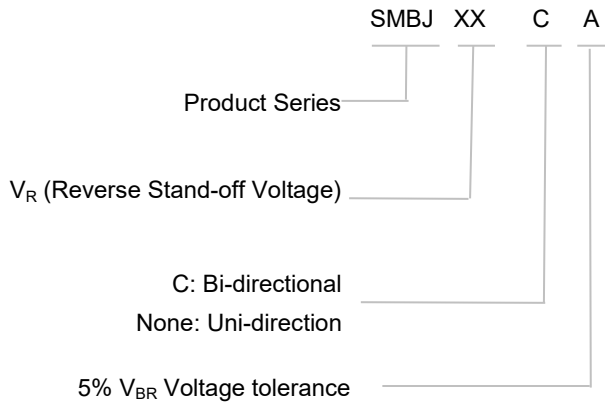 SMBJ XX C A
Product Series
VR (Reverse Stand-off Voltage)
C: Bi-directional
None: Uni-direction
5% VBR Voltage tolerance